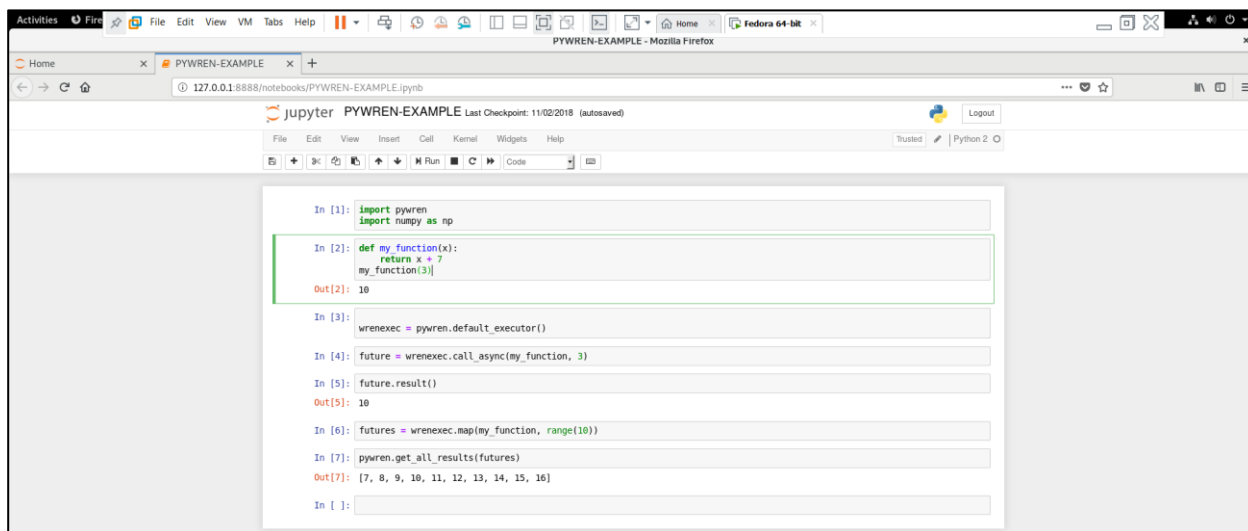 Activities Fire File Edit View VM Tabs Help Home Fedora 64-bit
PYWREN-EXAMPLE - Mozilla Firefox
Home PYWREN-EXAMPLE
127.0.0.1:8888/notebooks/PYWREN-EXAMPLE.ipynb
jupyter PYWREN-EXAMPLE Last Checkpoint: 11/02/2018 (autosaved) Logout
File Edit View Insert Cell Kernel Widgets Help Trusted Python 2
Run Code
In [1]: import pywren
import numpy as np
In [2]: def my_function(x):
return x + 7
my_function(3)
Out[2]: 10
In [3]:
wrenexec = pywren.default_executor()
In [4]: future = wrenexec.call_async(my_function, 3)
In [5]: future.result()
Out[5]: 10
In [6]: futures = wrenexec.map(my_function, range(10))
In [7]: pywren.get_all_results(futures)
Out[7]: [7, 8, 9, 10, 11, 12, 13, 14, 15, 16]
In [ ]: